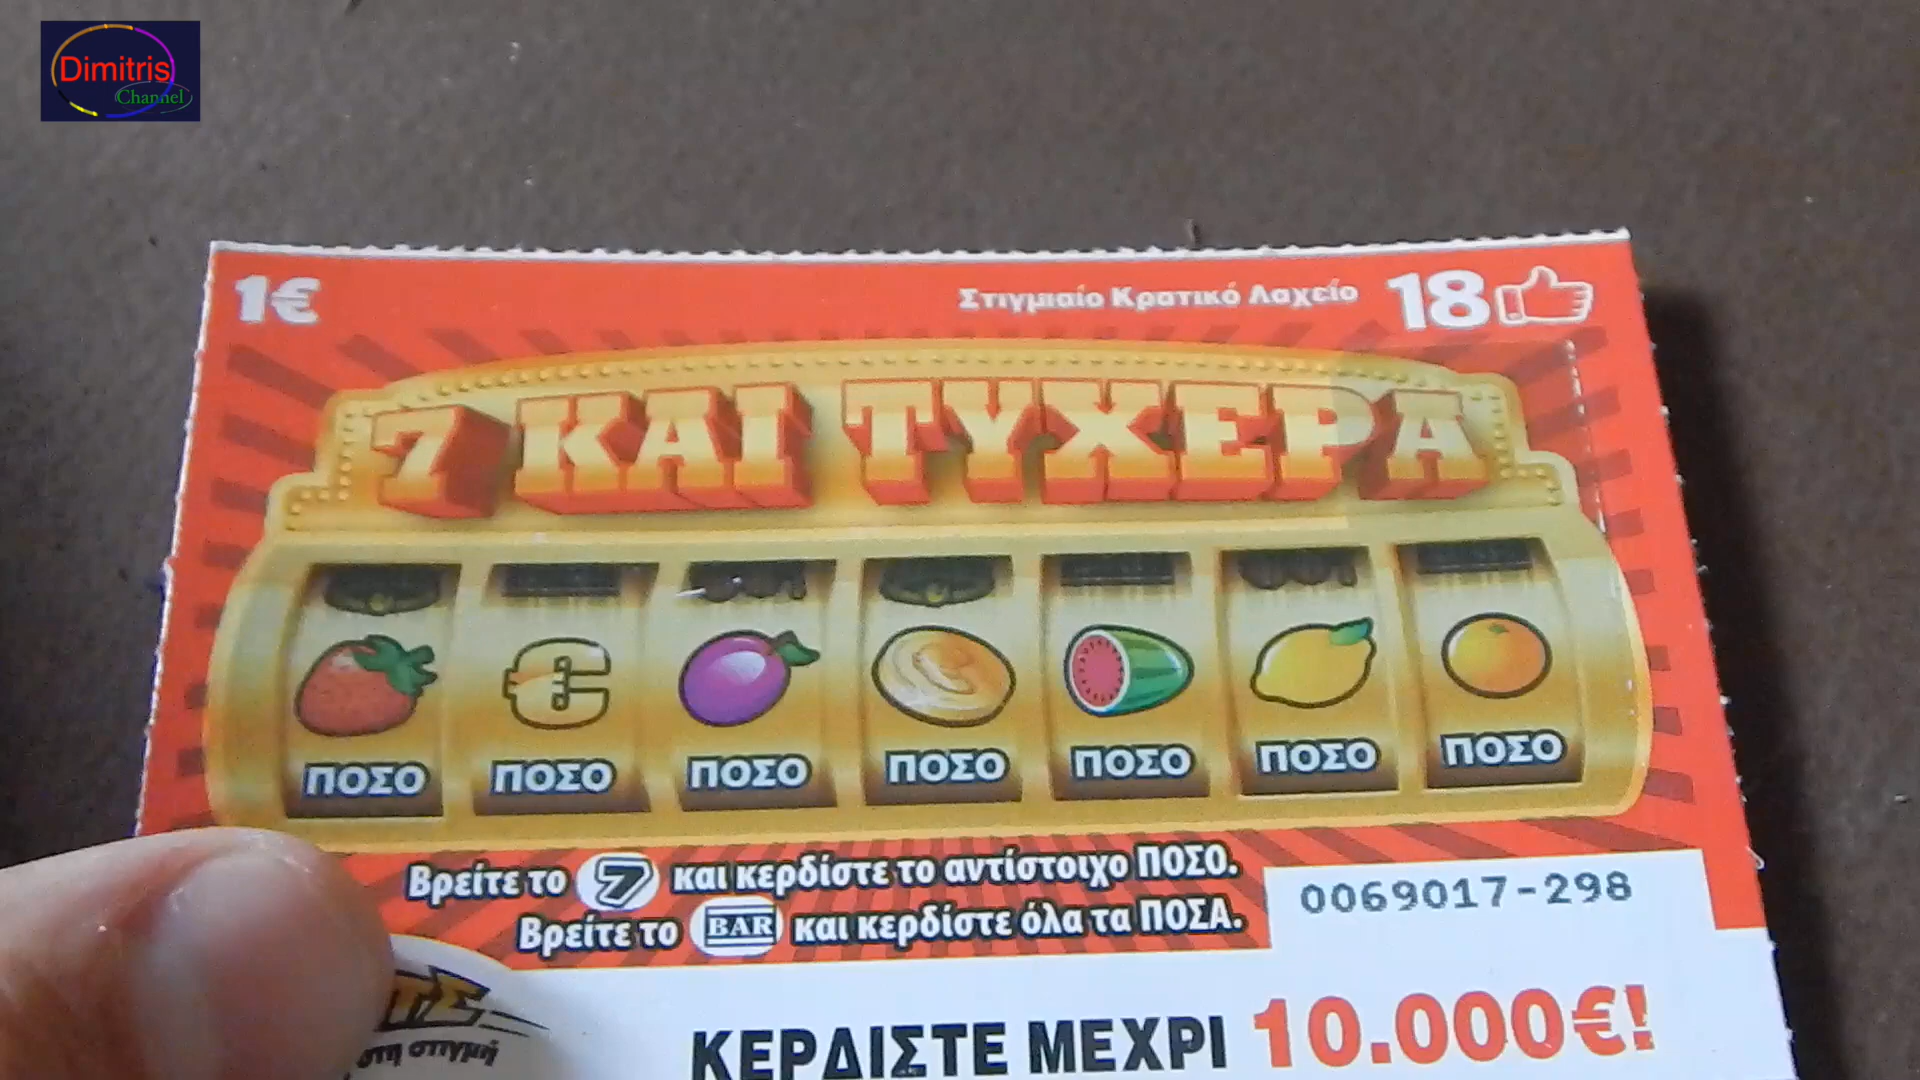 Dimitris
Channel
1€
Στιγμιαίο Κρατικό Λαχείο 18
7 ΚΑΙ ΤΥΧΕΡΑ
ΠΟΣΟ ΠΟΣΟ ΠΟΣΟ ΠΟΣΟ ΠΟΣΟ ΠΟΣΟ ΠΟΣΟ
Βρείτε το 7 και κερδίστε το αντίστοιχο ΠΟΣΟ.
Βρείτε το BAR και κερδίστε όλα τα ΠΟΣΑ.
0069017-298
στιγμή
ΚΕΡΔΙΣΤΕ ΜΕΧΡΙ 10.000€!